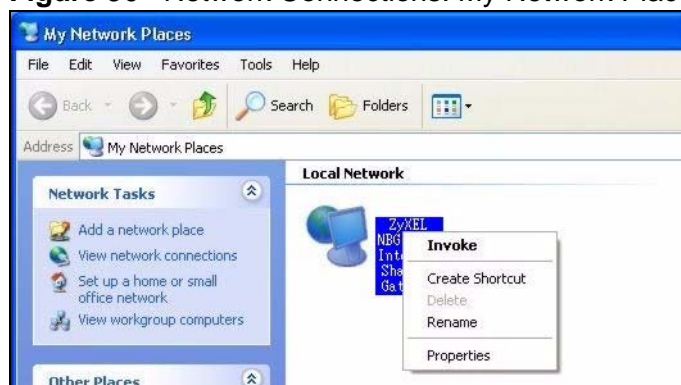 My Network Places
File Edit View Favorites Tools Help
Back Search Folders
Address My Network Places
Network Tasks
Add a network place
View network connections
Set up a home or small
office network
View workgroup computers
Other Places
Local Network
ZyXEL
NBG
Invoke
Create Shortcut
Delete
Rename
Properties